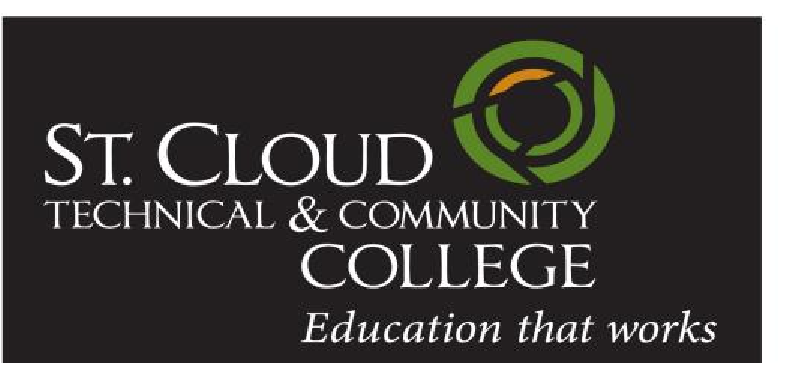 ST. CLOUD
TECHNICAL & COMMUNITY
COLLEGE
Education that works